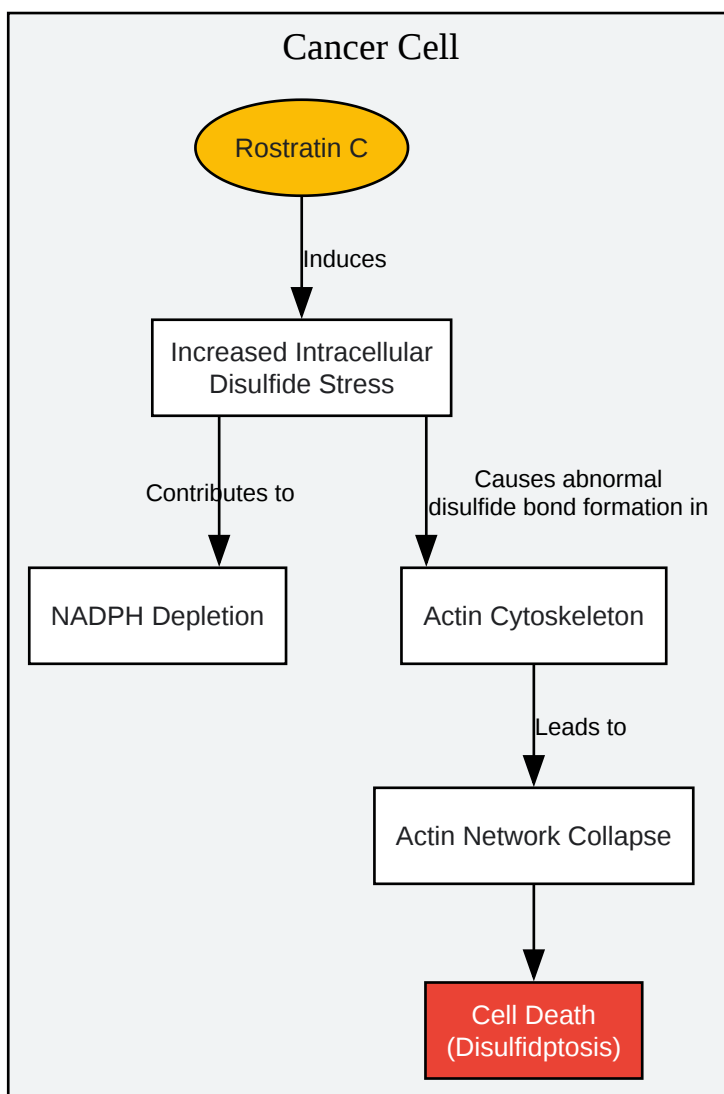 Cancer Cell
Rostratin C
Induces
Increased Intracellular
Disulfide Stress
Contributes to
Causes abnormal
disulfide bond formation in
NADPH Depletion
Actin Cytoskeleton
Leads to
Actin Network Collapse
Cell Death
(Disulfidptosis)